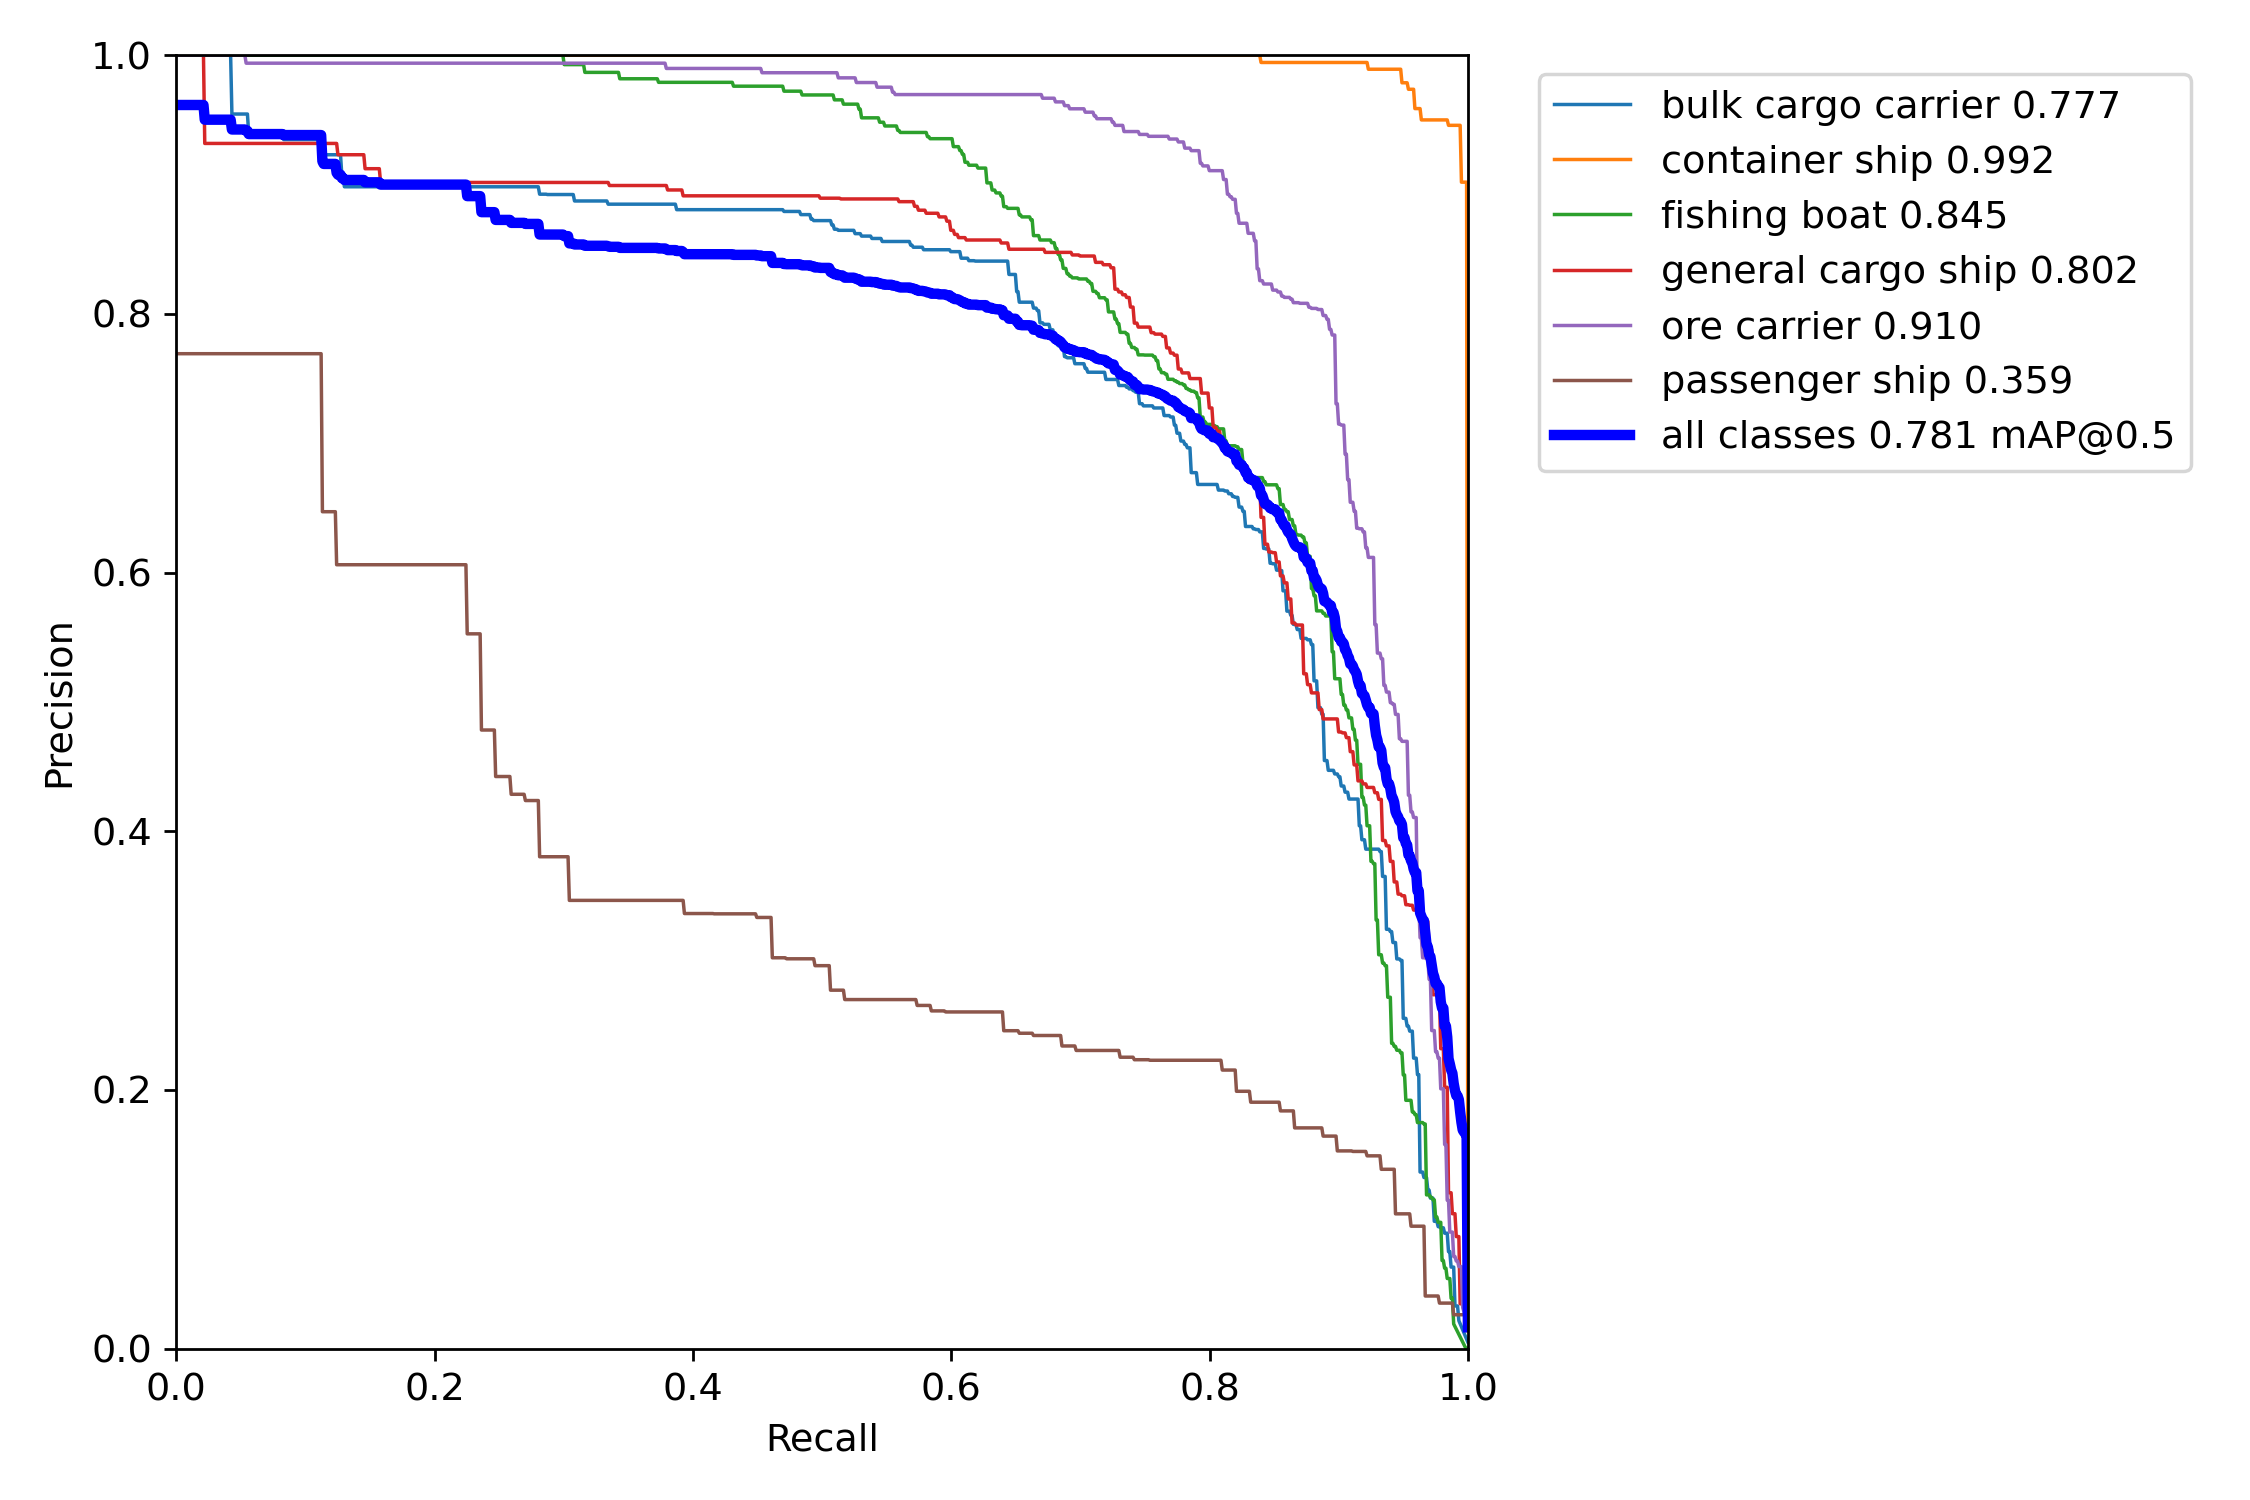 1.0
0.8
0.6
0.4
0.2
0.0
Precision
0.0 0.2 0.4 0.6 0.8 1.0
Recall
bulk cargo carrier 0.777
container ship 0.992
fishing boat 0.845
general cargo ship 0.802
ore carrier 0.910
passenger ship 0.359
all classes 0.781 mAP@0.5